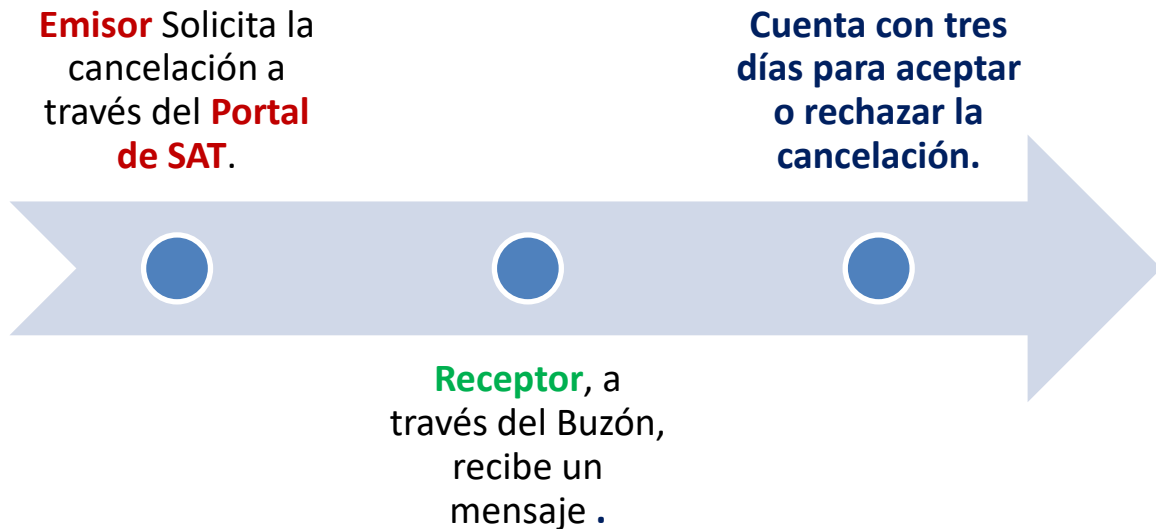 Emisor Solicita la
cancelación a
través del Portal
de SAT.
Receptor, a
través del Buzón,
recibe un
mensaje .
Cuenta con tres
días para aceptar
o rechazar la
cancelación.